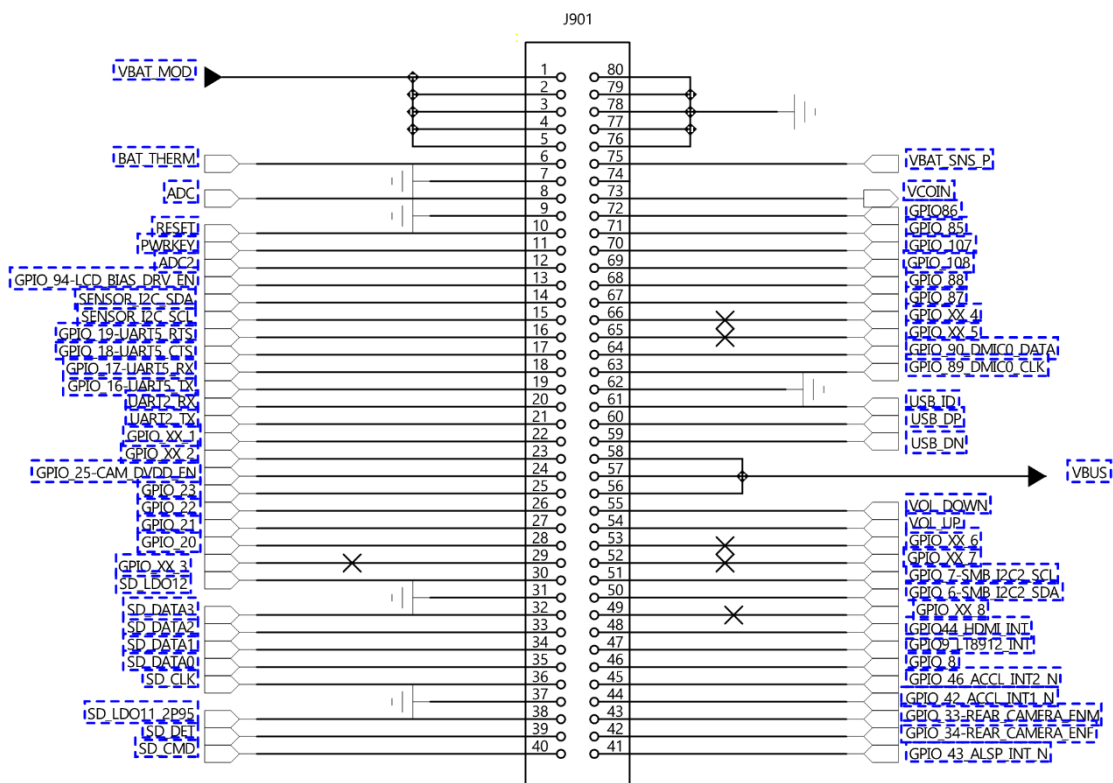 J901
VBAT_MOD 1 80
2 79
3 78
4 77
5 76
BAT_THERM 6 75 VBAT_SNS_P
7 74
ADC 8 73 VCOIN
9 72 GPIO86
RESET 10 71 GPIO_85
PWRKEY 11 70 GPIO_107
ADC2 12 69 GPIO_108
GPIO_94-LCD_BIAS_DRV_EN 13 68 GPIO_88
SENSOR_I2C_SDA 14 67 GPIO_87
SENSOR_I2C_SCL 15 66 GPIO_XX_4
GPIO_19-UART5_RTS 16 65 GPIO_XX_5
GPIO_18-UART5_CTS 17 64 GPIO_90_DMIC0_DATA
GPIO_17-UART5_RX 18 63 GPIO_89_DMIC0_CLK
GPIO_16-UART5_TX 19 62
UART2_RX 20 61 USB_ID
UART2_TX 21 60 USB_DP
GPIO_XX_1 22 59 USB_DN
GPIO_XX_2 23 58
GPIO_25-CAM_DVDD_EN 24 57 VBUS
GPIO_23 25 56
GPIO_22 26 55 VOL_DOWN
GPIO_21 27 54 VOL_UP
GPIO_20 28 53 GPIO_XX_6
GPIO_XX_3 29 52 GPIO_XX_7
SD_LDO12 30 51 GPIO_7-SMB_I2C2_SCL
31 50 GPIO_6-SMB_I2C2_SDA
SD_DATA3 32 49 GPIO_XX_8
SD_DATA2 33 48 GPIO44_HDMI_INT
SD_DATA1 34 47 GPIO9_LT8912_INT
SD_DATA0 35 46 GPIO_8
SD_CLK 36 45 GPIO_46_ACCL_INT2_N
37 44 GPIO_42_ACCL_INT1_N
SD_LDO11_2P95 38 43 GPIO_33-REAR_CAMERA_ENM
SD_DET 39 42 GPIO_34-REAR_CAMERA_ENF
SD_CMD 40 41 GPIO_43_ALSP_INT_N